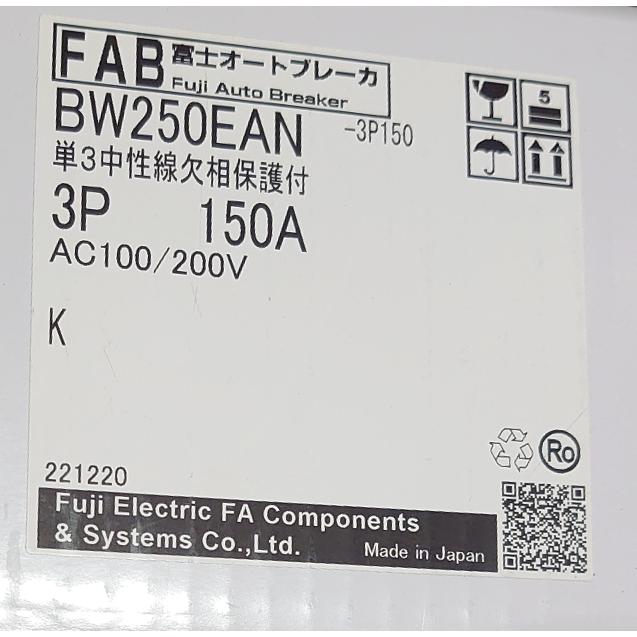 FAB 富士オートブレーカ
Fuji Auto Breaker
BW250EAN -3P150
単3中性線欠相保護付
3P 150A
AC100/200V
K
5
Ro
221220
Fuji Electric FA Components
& Systems Co.,Ltd. Made in Japan